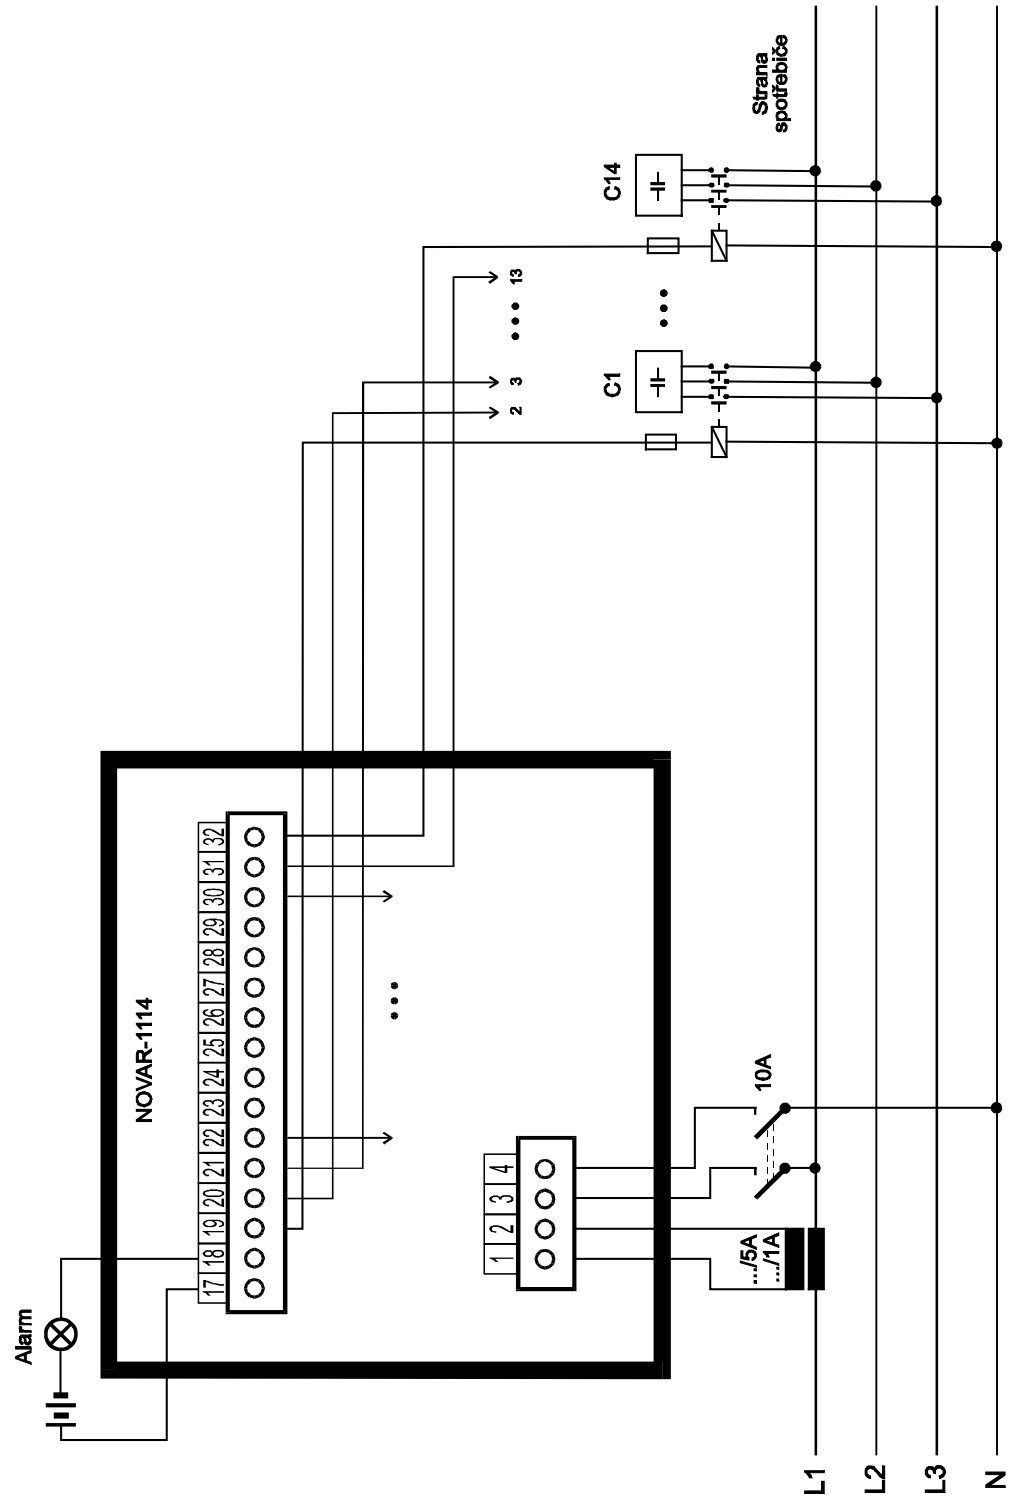 Alarm
NOVAR-1114
17 18 19 20 21 22 23 24 25 26 27 28 29 30 31 32
1 2 3 4
.../5A
.../1A
10A
2 3 13
C1 C14
Strana
spotřebiče
L1
L2
L3
N